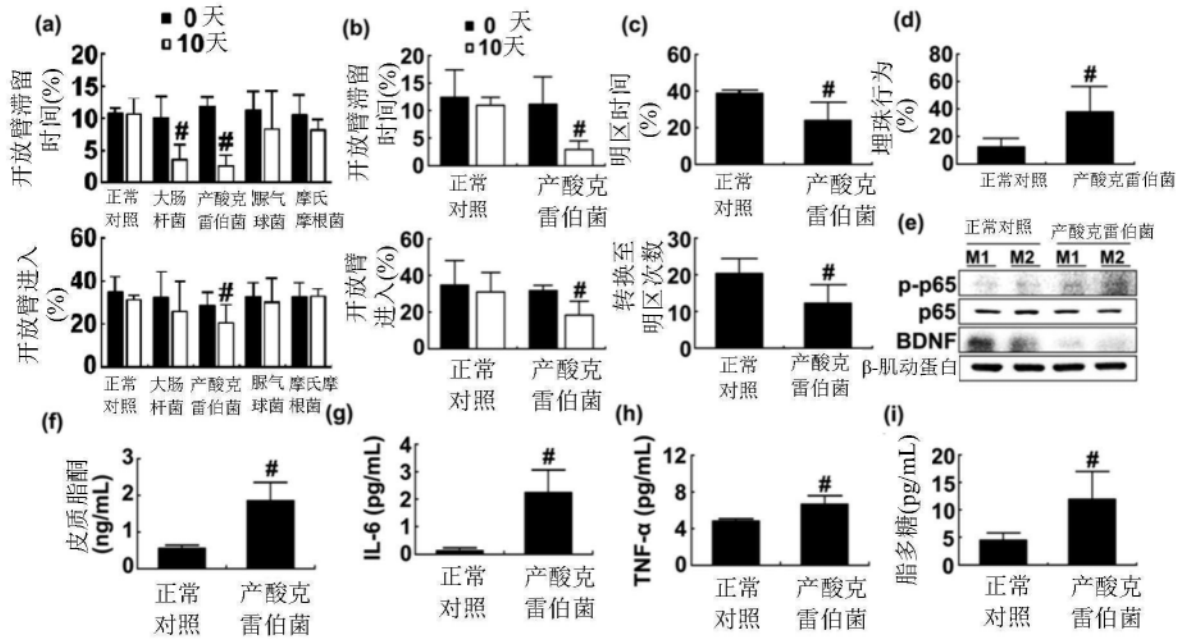 (a)
0天
10天
开放臂滞留
时间(%)
20
15
10
5
0
#
#
正常
对照
大肠
杆菌
产酸克
雷伯菌
脲气
球菌
摩氏
摩根菌
开放臂进入
(%)
60
40
20
0
#
正常
对照
大肠
杆菌
产酸克
雷伯菌
脲气
球菌
摩氏摩
根菌
(b)
0天
10天
开放臂滞留
时间(%)
20
15
10
5
0
#
正常
对照
产酸克
雷伯菌
开放臂
进入(%)
60
40
20
0
#
正常
对照
产酸克
雷伯菌
(c)
明区时间
(%)
60
40
20
0
#
正常
对照
产酸克
雷伯菌
转换至
明区次数
30
20
10
0
#
正常
对照
产酸克
雷伯菌
(d)
埋珠行为
(%)
80
60
40
20
0
#
正常对照
产酸克雷伯菌
(e)
正常对照
产酸克雷伯菌
M1 M2 M1 M2
p-p65
p65
BDNF
β-肌动蛋白
(f)
皮质脂酮
(ng/mL)
3
2
1
0
#
正常
对照
产酸克
雷伯菌
(g)
IL-6 (pg/mL)
4
3
2
1
0
#
正常
对照
产酸克
雷伯菌
(h)
TNF-α (pg/mL)
12
8
4
0
#
正常
对照
产酸克
雷伯菌
(i)
脂多糖(pg/mL)
20
15
10
5
0
#
正常
对照
产酸克
雷伯菌